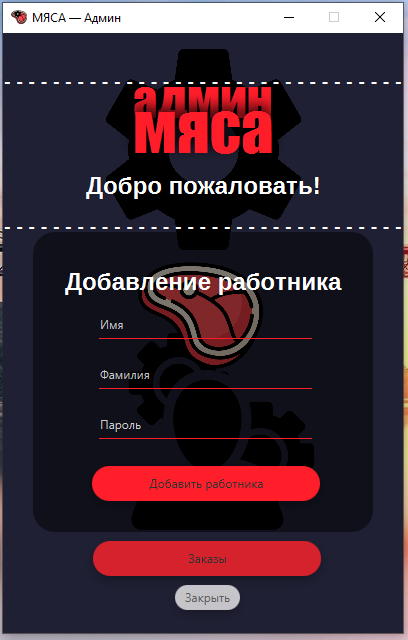 МЯСА — Админ
админ
мяса
Добро пожаловать!
Добавление работника
Имя
Фамилия
Пароль
Добавить работника
Заказы
Закрыть